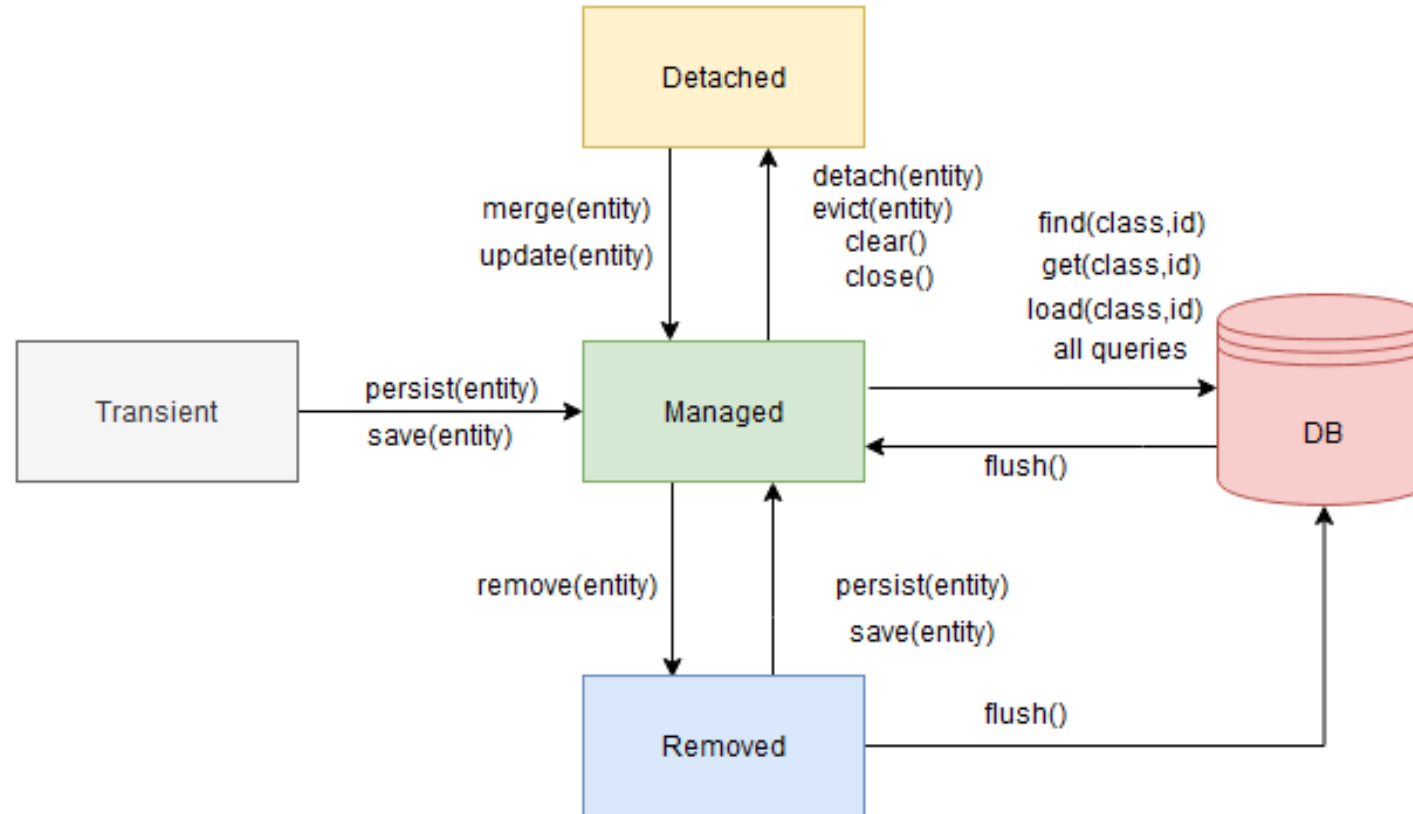 Detached
merge(entity)
update(entity)
detach(entity)
evict(entity)
clear()
close()
find(class,id)
get(class,id)
load(class,id)
all queries
Transient
persist(entity)
save(entity)
Managed
DB
flush()
remove(entity)
persist(entity)
save(entity)
Removed
flush()